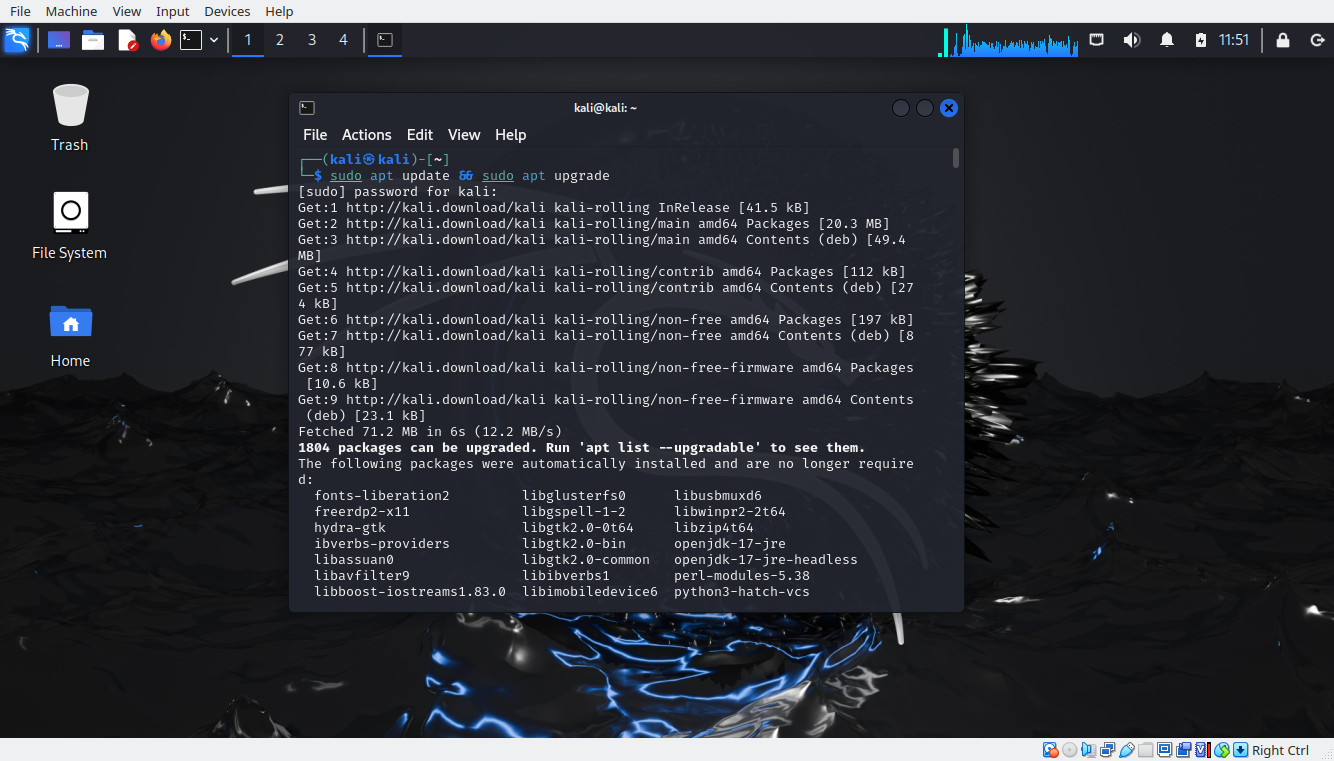 File Machine View Input Devices Help
1 2 3 4 11:51
Trash
File System
Home
kali@kali: ~
File Actions Edit View Help
┌──(kali㉿kali)-[~]
└─$ sudo apt update && sudo apt upgrade
[sudo] password for kali:
Get:1 http://kali.download/kali kali-rolling InRelease [41.5 kB]
Get:2 http://kali.download/kali kali-rolling/main amd64 Packages [20.3 MB]
Get:3 http://kali.download/kali kali-rolling/main amd64 Contents (deb) [49.4
MB]
Get:4 http://kali.download/kali kali-rolling/contrib amd64 Packages [112 kB]
Get:5 http://kali.download/kali kali-rolling/contrib amd64 Contents (deb) [27
4 kB]
Get:6 http://kali.download/kali kali-rolling/non-free amd64 Packages [197 kB]
Get:7 http://kali.download/kali kali-rolling/non-free amd64 Contents (deb) [8
77 kB]
Get:8 http://kali.download/kali kali-rolling/non-free-firmware amd64 Packages
[10.6 kB]
Get:9 http://kali.download/kali kali-rolling/non-free-firmware amd64 Contents
(deb) [23.1 kB]
Fetched 71.2 MB in 6s (12.2 MB/s)
1804 packages can be upgraded. Run 'apt list --upgradable' to see them.
The following packages were automatically installed and are no longer require
d:
fonts-liberation2 libglusterfs0 libusbmuxd6
freerdp2-x11 libgspell-1-2 libwinpr2-2t64
hydra-gtk libgtk2.0-0t64 libzip4t64
ibverbs-providers libgtk2.0-bin openjdk-17-jre
libassuan0 libgtk2.0-common openjdk-17-jre-headless
libavfilter9 libibverbs1 perl-modules-5.38
libboost-iostreams1.83.0 libimobiledevice6 python3-hatch-vcs
Right Ctrl